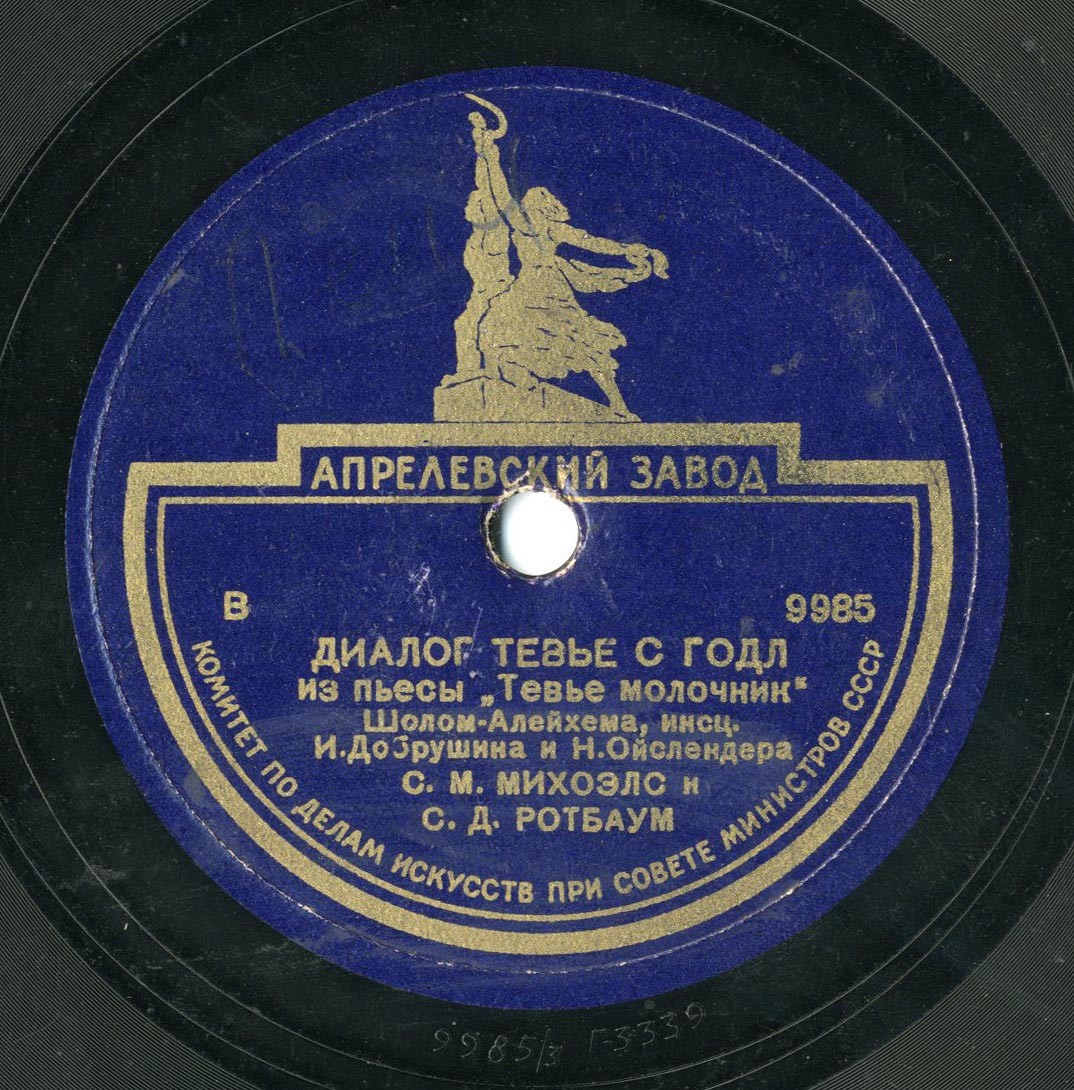 АПРЕЛЕВСКИЙ ЗАВОД
В 9985
ДИАЛОГ ТЕВЬЕ С ГОДЛ
из пьесы „Тевье молочник“
Шолом-Алейхема, инсц.
И.Добрушина и Н.Ойслендера
С. М. МИХОЭЛС и
С. Д. РОТБАУМ
КОМИТЕТ ПО ДЕЛАМ ИСКУССТВ ПРИ СОВЕТЕ МИНИСТРОВ СССР
9985/3 Г-3339